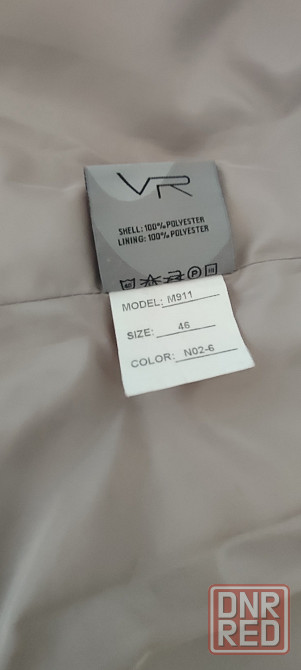 VR
SHELL: 100% POLYESTER
LINING: 100% POLYESTER
P
MODEL: M911
SIZE: 46
COLOR: N02-6
DNR
RED